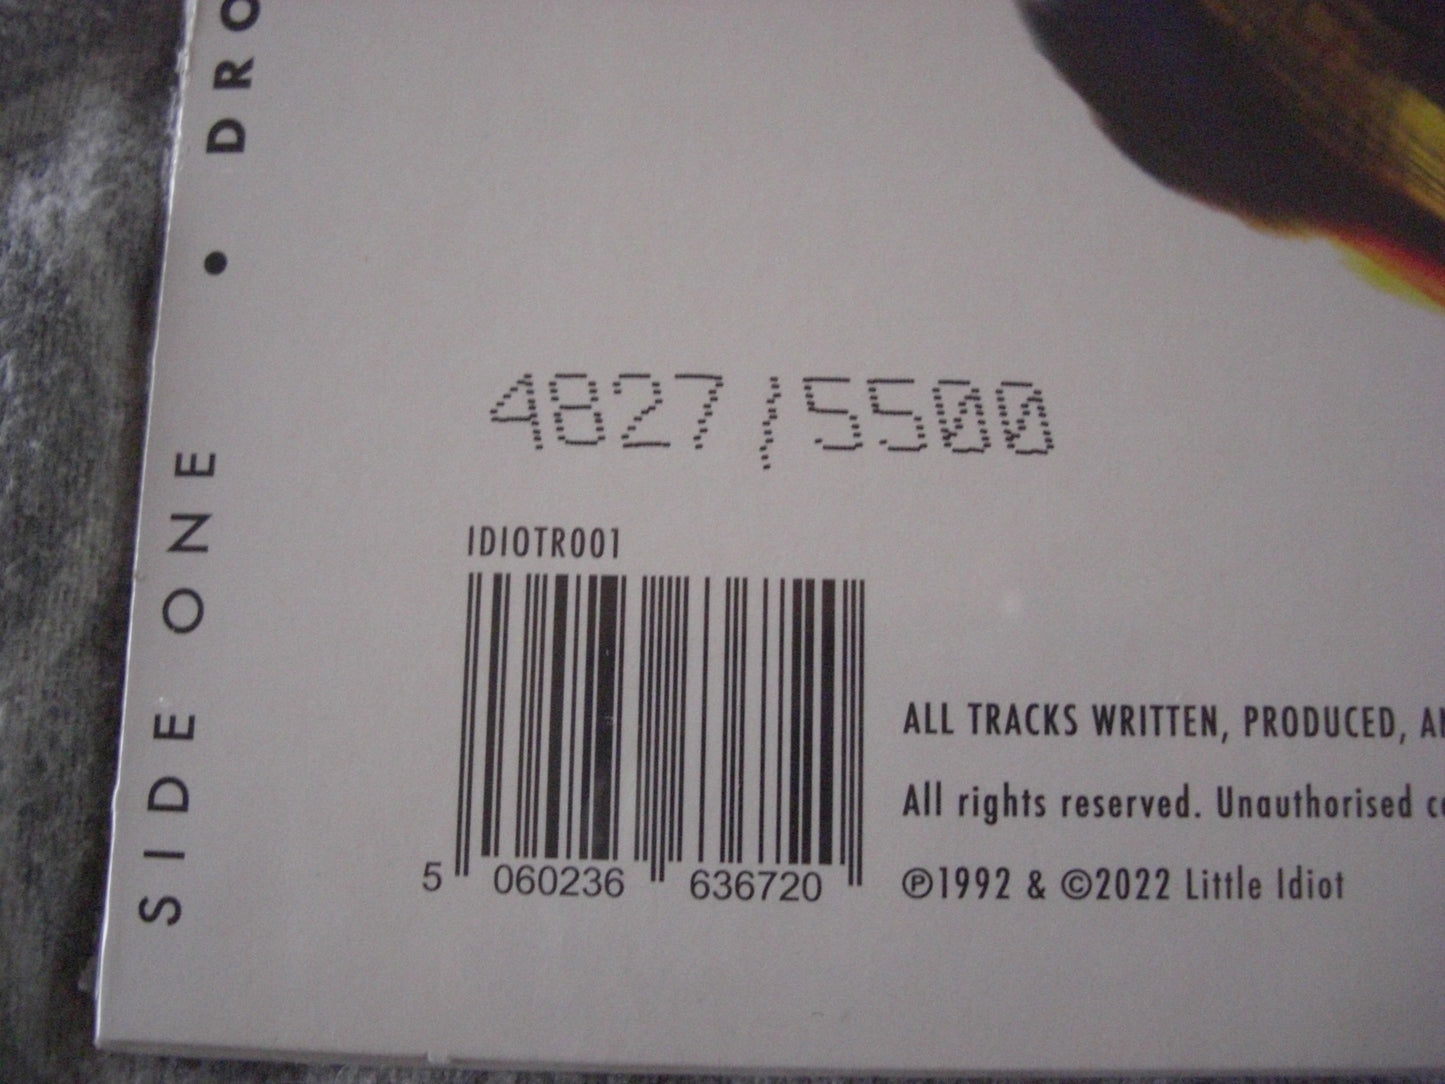 SIDE ONE • DRO
4827/5500
IDIOTR001
5 060236 636720
ALL TRACKS WRITTEN, PRODUCED,
All rights reserved. Unauthorised
℗1992 & ©2022 Little Idiot